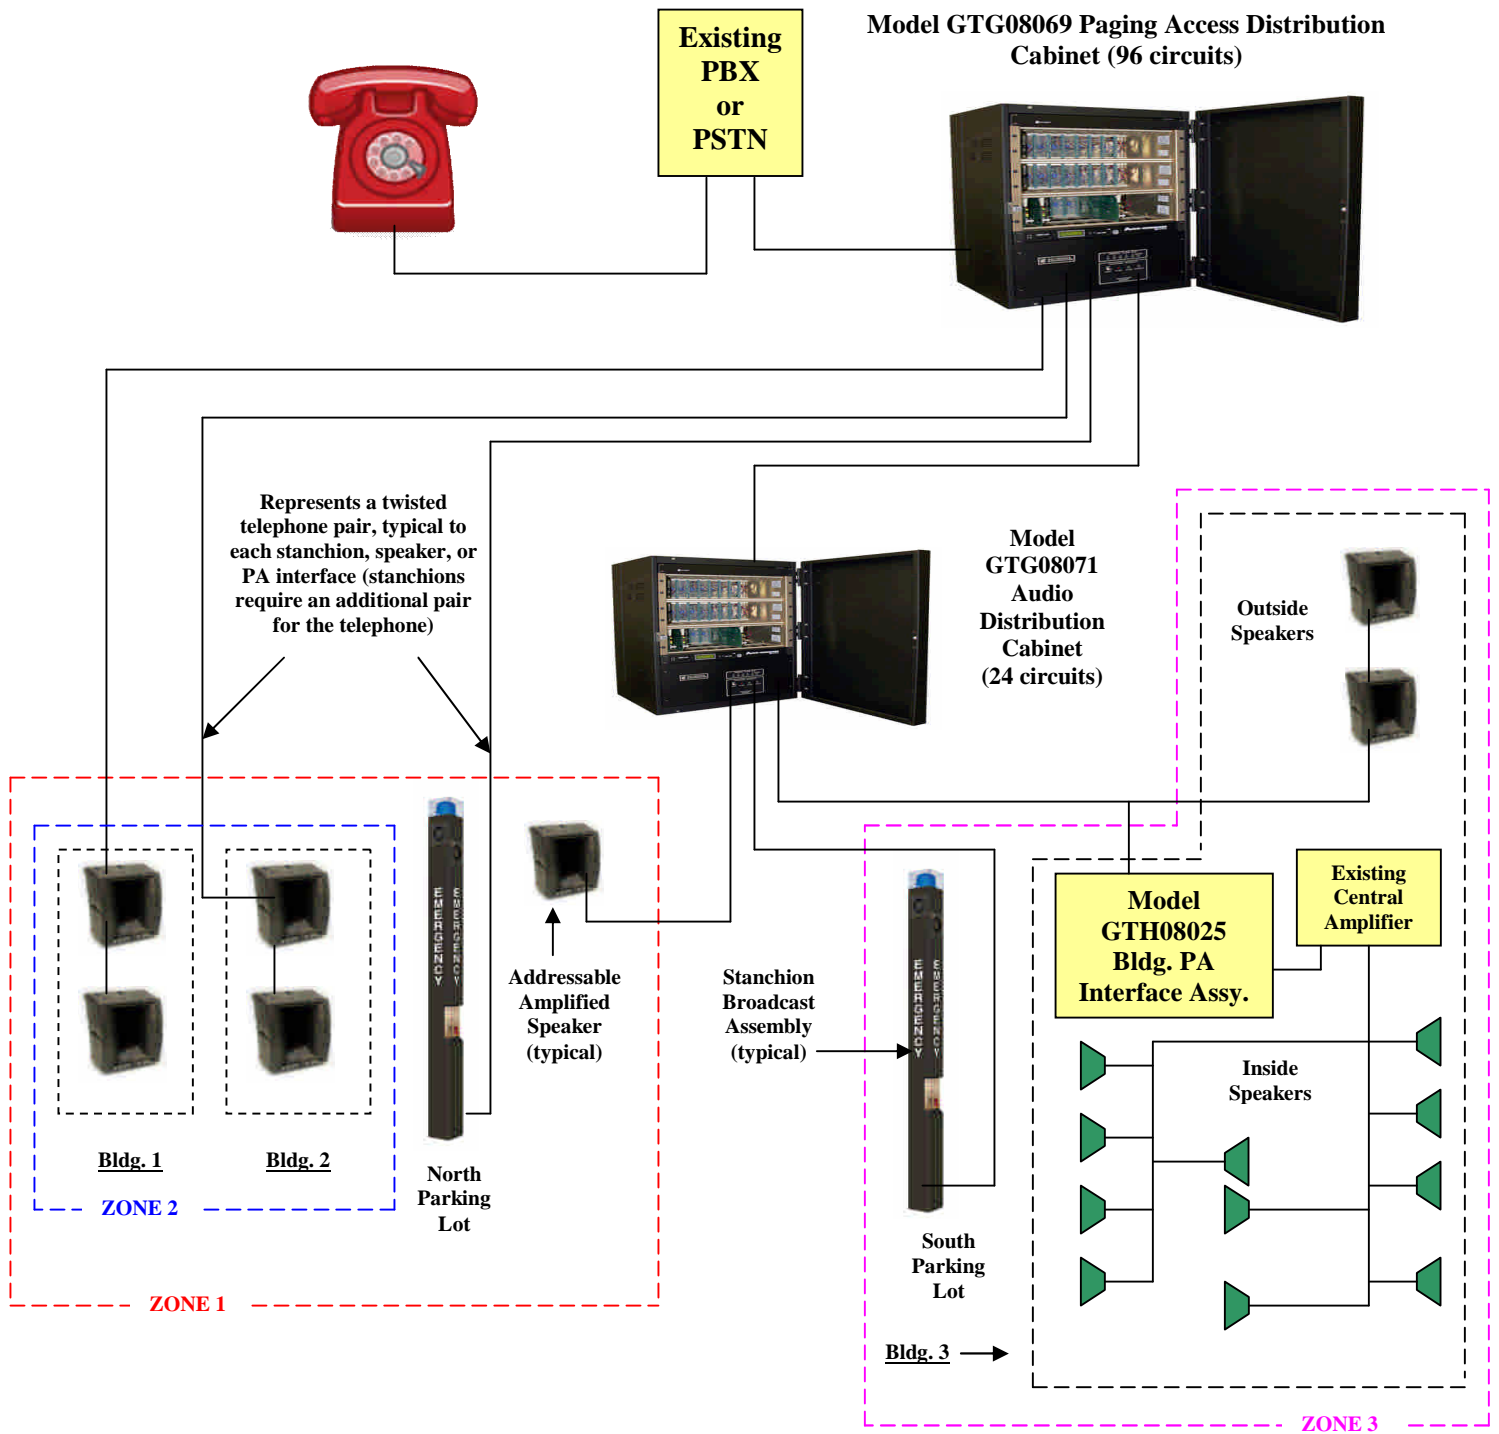 Existing
PBX
or
PSTN
Model GTG08069 Paging Access Distribution
Cabinet (96 circuits)
Represents a twisted
telephone pair, typical to
each stanchion, speaker, or
PA interface (stanchions
require an additional pair
for the telephone)
Model
GTG08071
Audio
Distribution
Cabinet
(24 circuits)
Outside
Speakers
EMERGENCY
EMERGENCY
Addressable
Amplified
Speaker
(typical)
Stanchion
Broadcast
Assembly
(typical)
EMERGENCY
EMERGENCY
Model
GTH08025
Bldg. PA
Interface Assy.
Existing
Central
Amplifier
Inside
Speakers
Bldg. 1
Bldg. 2
North
Parking
Lot
ZONE 2
South
Parking
Lot
ZONE 1
Bldg. 3
ZONE 3